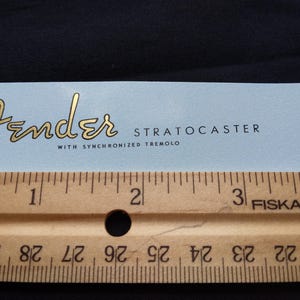 Fender STRATOCASTER
WITH SYNCHRONIZED TREMOLO
1 2 3 FISKA
28 27 26 25 24 23 22